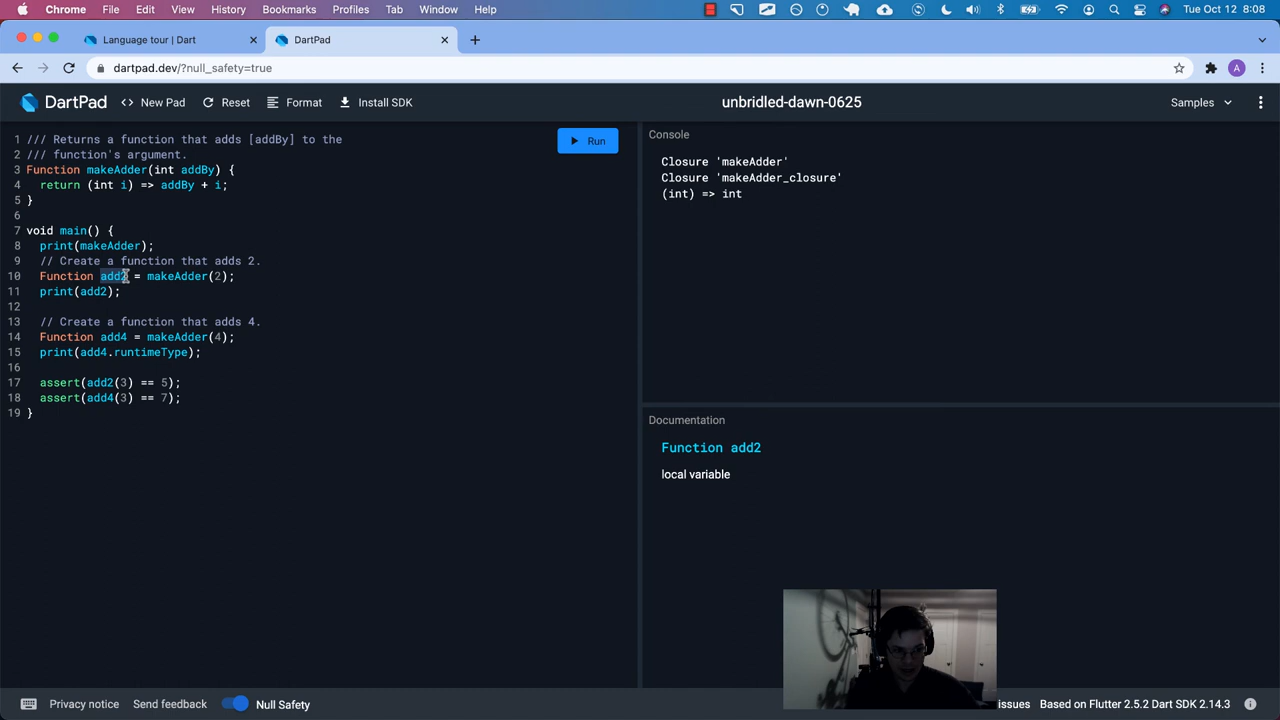 Chrome File Edit View History Bookmarks Profiles Tab Window Help Tue Oct 12 8:08
Language tour | Dart
DartPad
dartpad.dev/?null_safety=true
A
DartPad
New Pad
Reset
Format
Install SDK
unbridled-dawn-0625
Samples
1 /// Returns a function that adds [addBy] to the
2 /// function's argument.
3 Function makeAdder(int addBy) {
4 return (int i) => addBy + i;
5 }
6
7 void main() {
8 print(makeAdder);
9 // Create a function that adds 2.
10 Function add2 = makeAdder(2);
11 print(add2);
12
13 // Create a function that adds 4.
14 Function add4 = makeAdder(4);
15 print(add4.runtimeType);
16
17 assert(add2(3) == 5);
18 assert(add4(3) == 7);
19 }
Run
Console
Closure 'makeAdder'
Closure 'makeAdder_closure'
(int) => int
Documentation
Function add2
local variable
Privacy notice
Send feedback
Null Safety
issues
Based on Flutter 2.5.2 Dart SDK 2.14.3